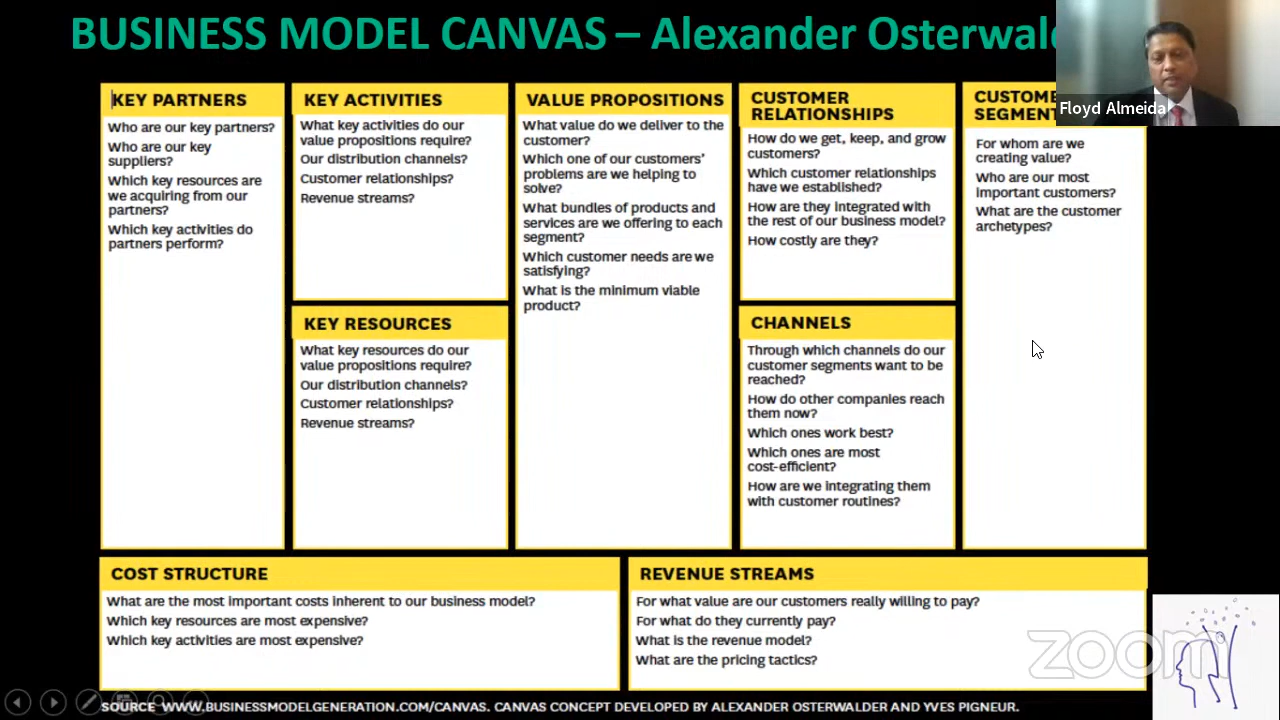 BUSINESS MODEL CANVAS – Alexander
Floyd Almeida
KEY PARTNERS
Who are our key partners?
Who are our key
suppliers?
Which key resources are
we acquiring from our
partners?
Which key activities do
partners perform?
KEY ACTIVITIES
What key activities do our
value propositions require?
Our distribution channels?
Customer relationships?
Revenue streams?
KEY RESOURCES
What key resources do our
value propositions require?
Our distribution channels?
Customer relationships?
Revenue streams?
VALUE PROPOSITIONS
What value do we deliver to the
customer?
Which one of our customers’
problems are we helping to
solve?
What bundles of products and
services are we offering to each
segment?
Which customer needs are we
satisfying?
What is the minimum viable
product?
CUSTOMER
RELATIONSHIPS
How do we get, keep, and grow
customers?
Which customer relationships
have we established?
How are they integrated with
the rest of our business model?
How costly are they?
CHANNELS
Through which channels do our
customer segments want to be
reached?
How do other companies reach
them now?
Which ones work best?
Which ones are most
cost-efficient?
How are we integrating them
with customer routines?
For whom are we
creating value?
Who are our most
important customers?
What are the customer
archetypes?
COST STRUCTURE
What are the most important costs inherent to our business model?
Which key resources are most expensive?
Which key activities are most expensive?
REVENUE STREAMS
For what value are our customers really willing to pay?
For what do they currently pay?
What is the revenue model?
What are the pricing tactics?
zoom
SOURCE WWW.BUSINESSMODELGENERATION.COM/CANVAS. CANVAS CONCEPT DEVELOPED BY ALEXANDER OSTERWALDER AND YVES PIGNEUR.